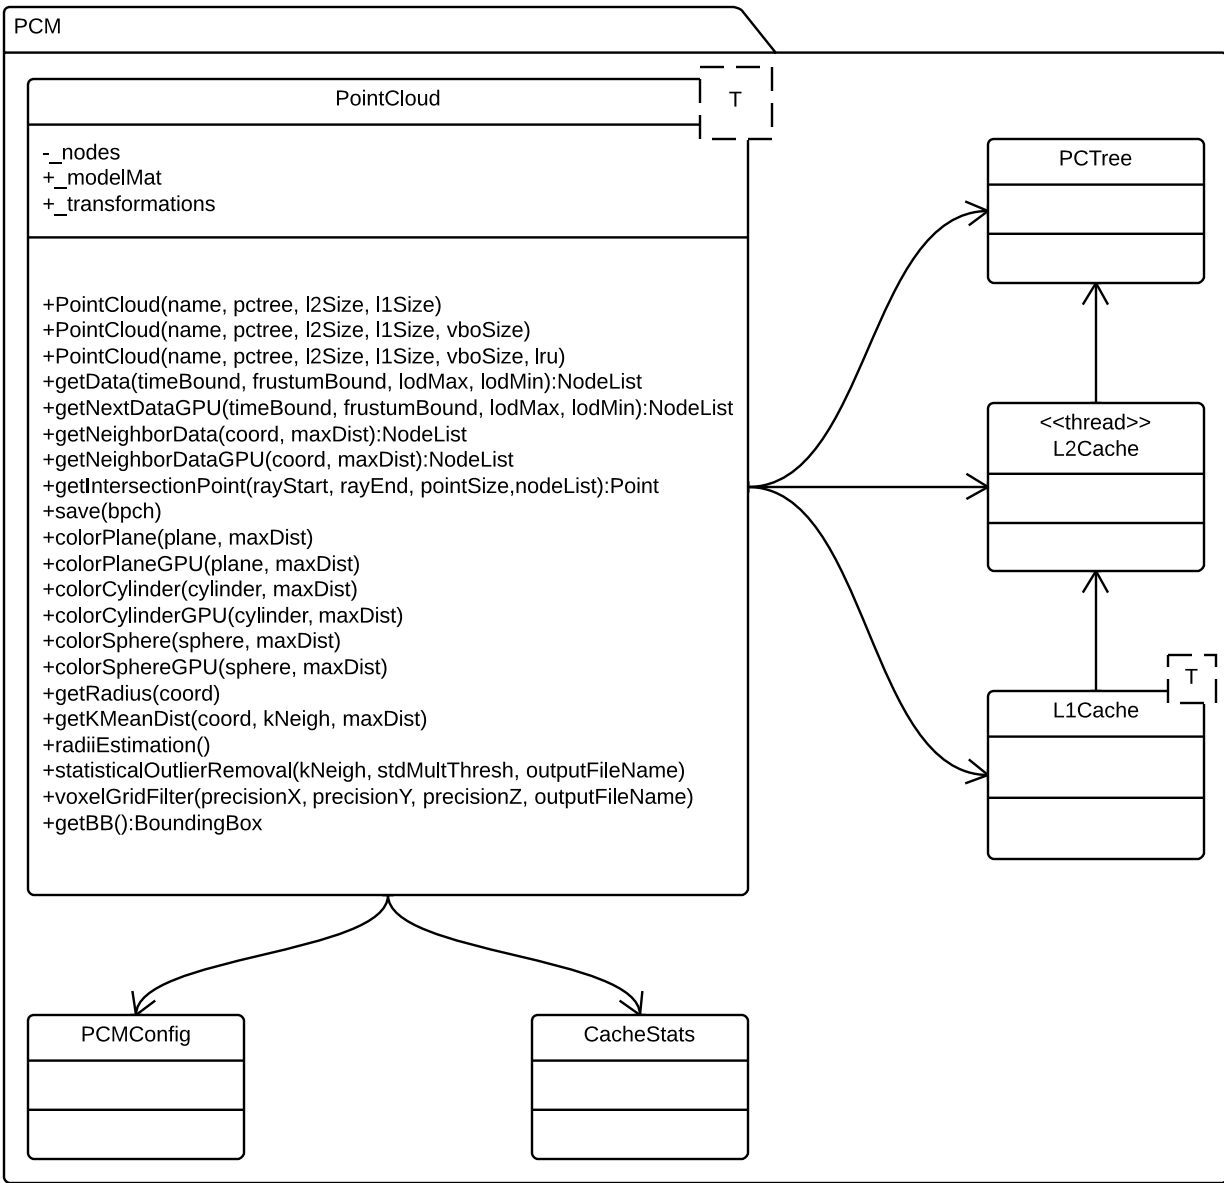 PCM
PointCloud
T
-_nodes
+_modelMat
+_transformations
+PointCloud(name, pctree, l2Size, l1Size)
+PointCloud(name, pctree, l2Size, l1Size, vboSize)
+PointCloud(name, pctree, l2Size, l1Size, vboSize, lru)
+getData(timeBound, frustumBound, lodMax, lodMin):NodeList
+getNextDataGPU(timeBound, frustumBound, lodMax, lodMin):NodeList
+getNeighborData(coord, maxDist):NodeList
+getNeighborDataGPU(coord, maxDist):NodeList
+getIntersectionPoint(rayStart, rayEnd, pointSize,nodeList):Point
+save(bpch)
+colorPlane(plane, maxDist)
+colorPlaneGPU(plane, maxDist)
+colorCylinder(cylinder, maxDist)
+colorCylinderGPU(cylinder, maxDist)
+colorSphere(sphere, maxDist)
+colorSphereGPU(sphere, maxDist)
+getRadius(coord)
+getKMeanDist(coord, kNeigh, maxDist)
+radiiEstimation()
+statisticalOutlierRemoval(kNeigh, stdMultThresh, outputFileName)
+voxelGridFilter(precisionX, precisionY, precisionZ, outputFileName)
+getBB():BoundingBox
PCTree
<<thread>>
L2Cache
T
L1Cache
PCMConfig
CacheStats